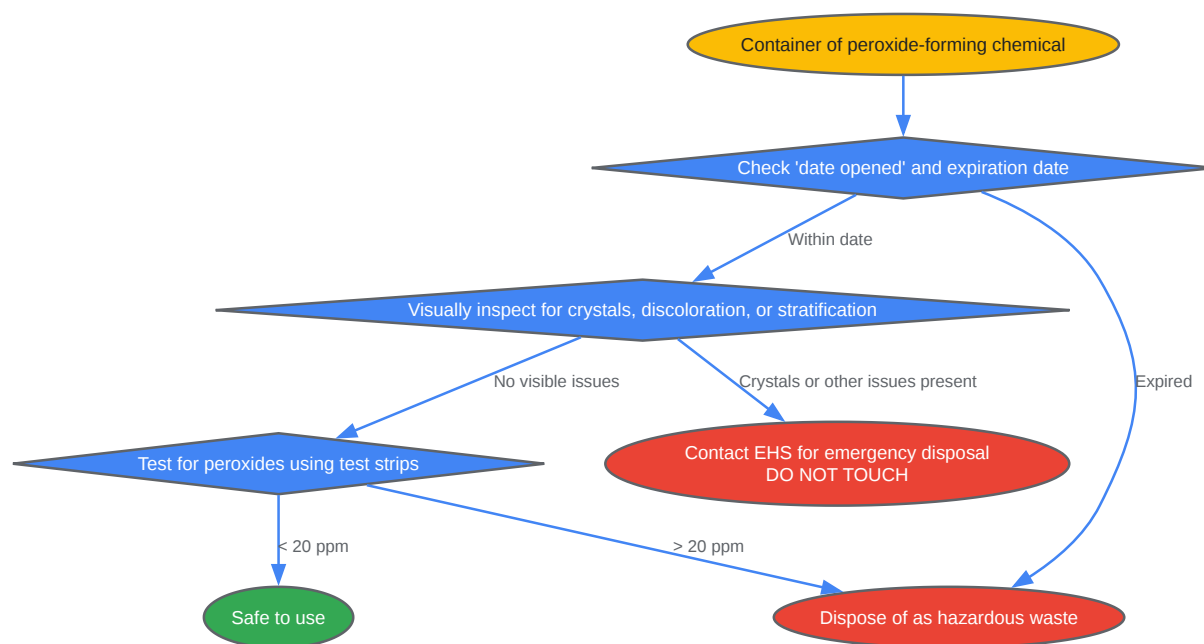 Container of peroxide-forming chemical
Check 'date opened' and expiration date
Within date
Visually inspect for crystals, discoloration, or stratification
No visible issues
Crystals or other issues present
Expired
Test for peroxides using test strips
Contact EHS for emergency disposal
DO NOT TOUCH
< 20 ppm
> 20 ppm
Safe to use
Dispose of as hazardous waste